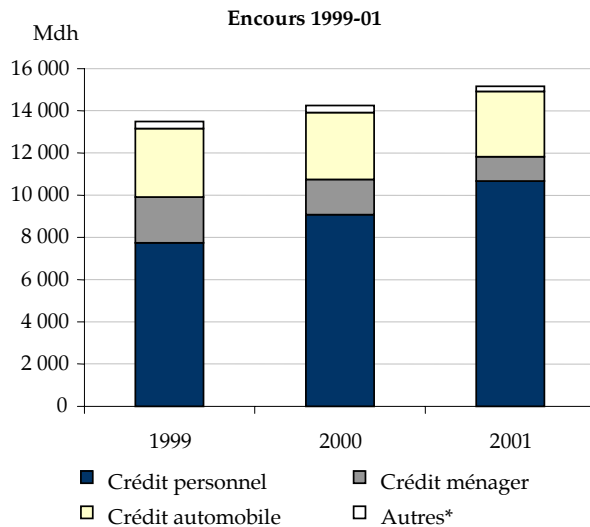 Encours 1999-01
Mdh
16 000
14 000
12 000
10 000
8 000
6 000
4 000
2 000
0
1999 2000 2001
Crédit personnel Crédit ménager
Crédit automobile Autres*